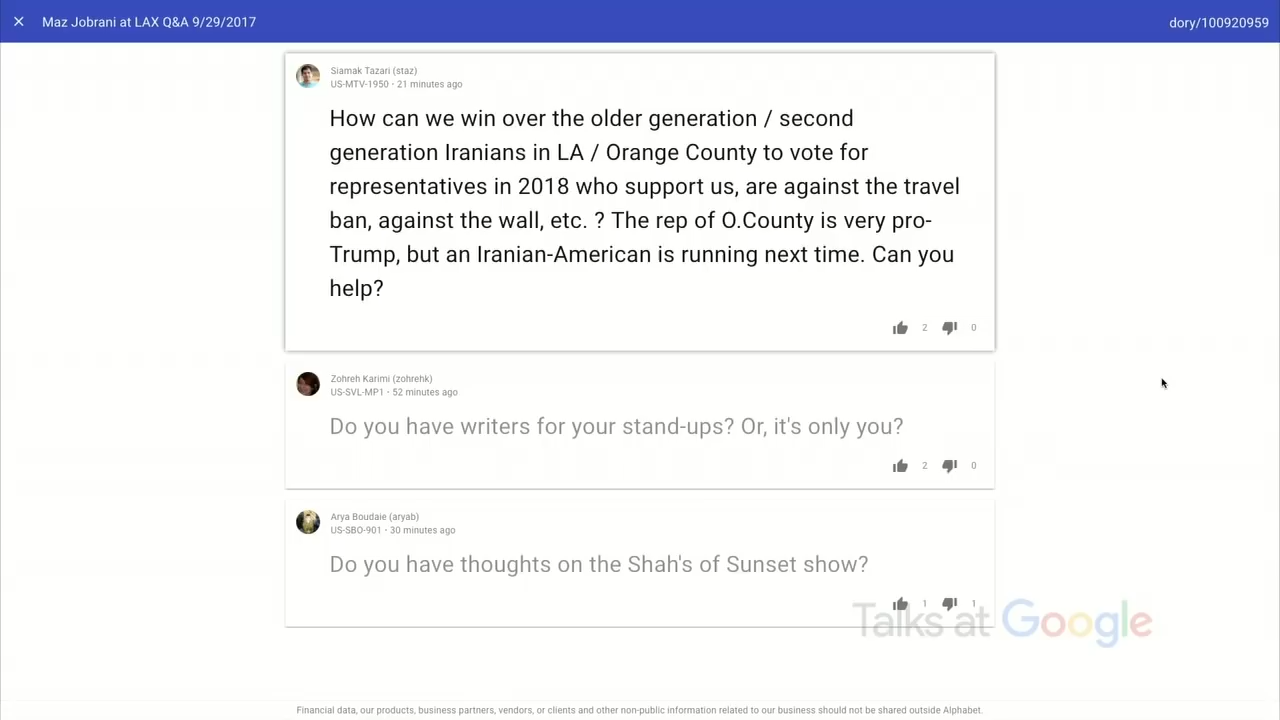 Maz Jobrani at LAX Q&A 9/29/2017
dory/100920959
Siamak Tazari (staz)
US-MTV-1950 · 21 minutes ago
How can we win over the older generation / second
generation Iranians in LA / Orange County to vote for
representatives in 2018 who support us, are against the travel
ban, against the wall, etc. ? The rep of O.County is very pro-
Trump, but an Iranian-American is running next time. Can you
help?
2 0
Zohreh Karimi (zohrehk)
US-SVL-MP1 · 52 minutes ago
Do you have writers for your stand-ups? Or, it's only you?
2 0
Arya Boudaie (aryab)
US-SBO-901 · 30 minutes ago
Do you have thoughts on the Shah's of Sunset show?
1 1
Talks at Google
Financial data, our products, business partners, vendors, or clients and other non-public information related to our business should not be shared outside Alphabet.